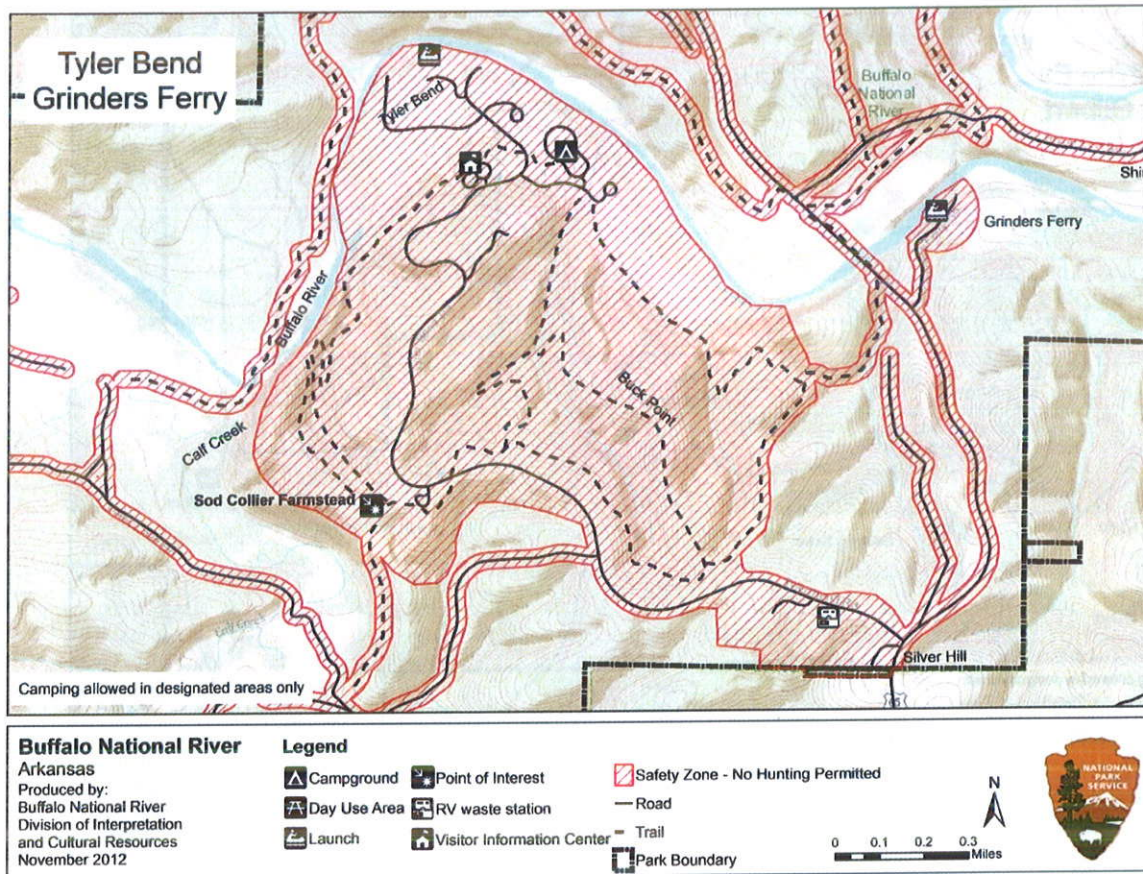 Tyler Bend
Grinders Ferry
Tyler Bend
Buffalo
National
River
Shi
Grinders Ferry
Buffalo River
Buck Point
Calf Creek
Sod Collier Farmstead
Calf Creek
Silver Hill
65
Camping allowed in designated areas only
Buffalo National River
Arkansas
Produced by:
Buffalo National River
Division of Interpretation
and Cultural Resources
November 2012
Legend
Campground
Day Use Area
Launch
Point of Interest
RV waste station
Visitor Information Center
Safety Zone - No Hunting Permitted
Road
Trail
Park Boundary
N
0 0.1 0.2 0.3
Miles
NATIONAL
PARK
SERVICE